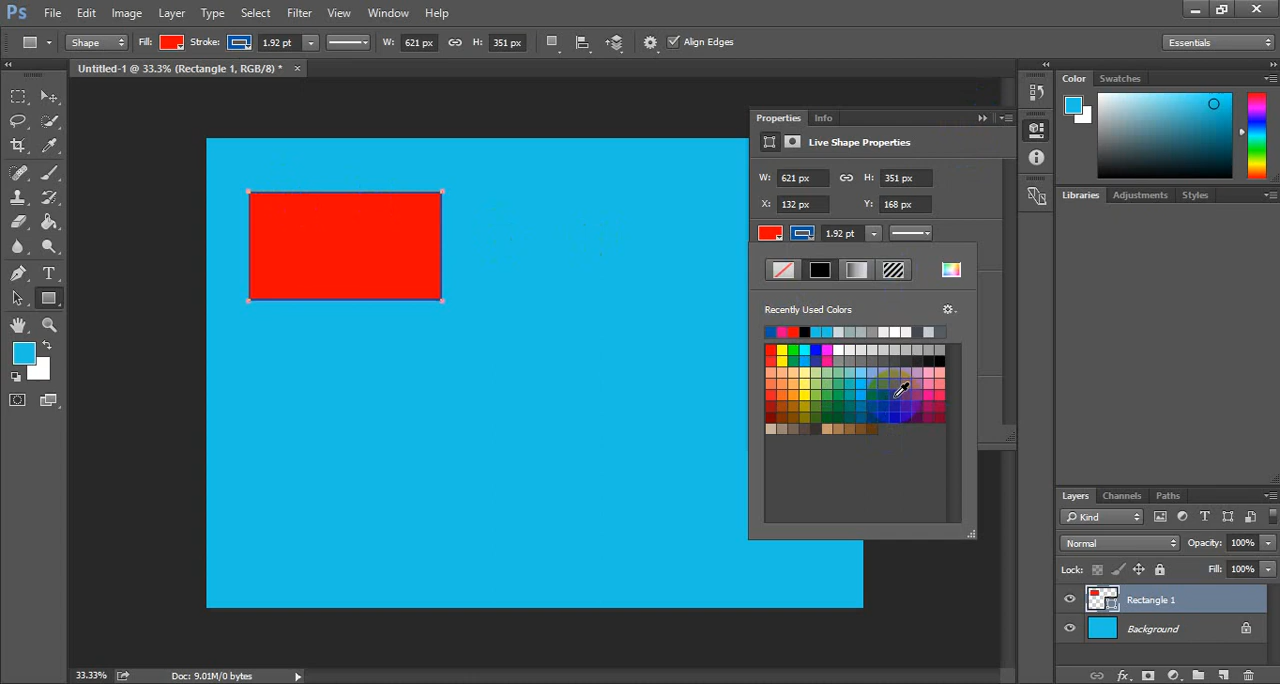 Ps File Edit Image Layer Type Select Filter View Window Help
Shape Fill: Stroke: 1.92 pt W: 621 px H: 351 px Align Edges Essentials
Untitled-1 @ 33.3% (Rectangle 1, RGB/8) *
Color Swatches
Properties Info
Live Shape Properties
W: 621 px H: 351 px
X: 132 px Y: 168 px
1.92 pt
Recently Used Colors
Libraries Adjustments Styles
Layers Channels Paths
Kind
Normal Opacity: 100%
Lock: Fill: 100%
Rectangle 1
Background
33.33% Doc: 9.01M/0 bytes